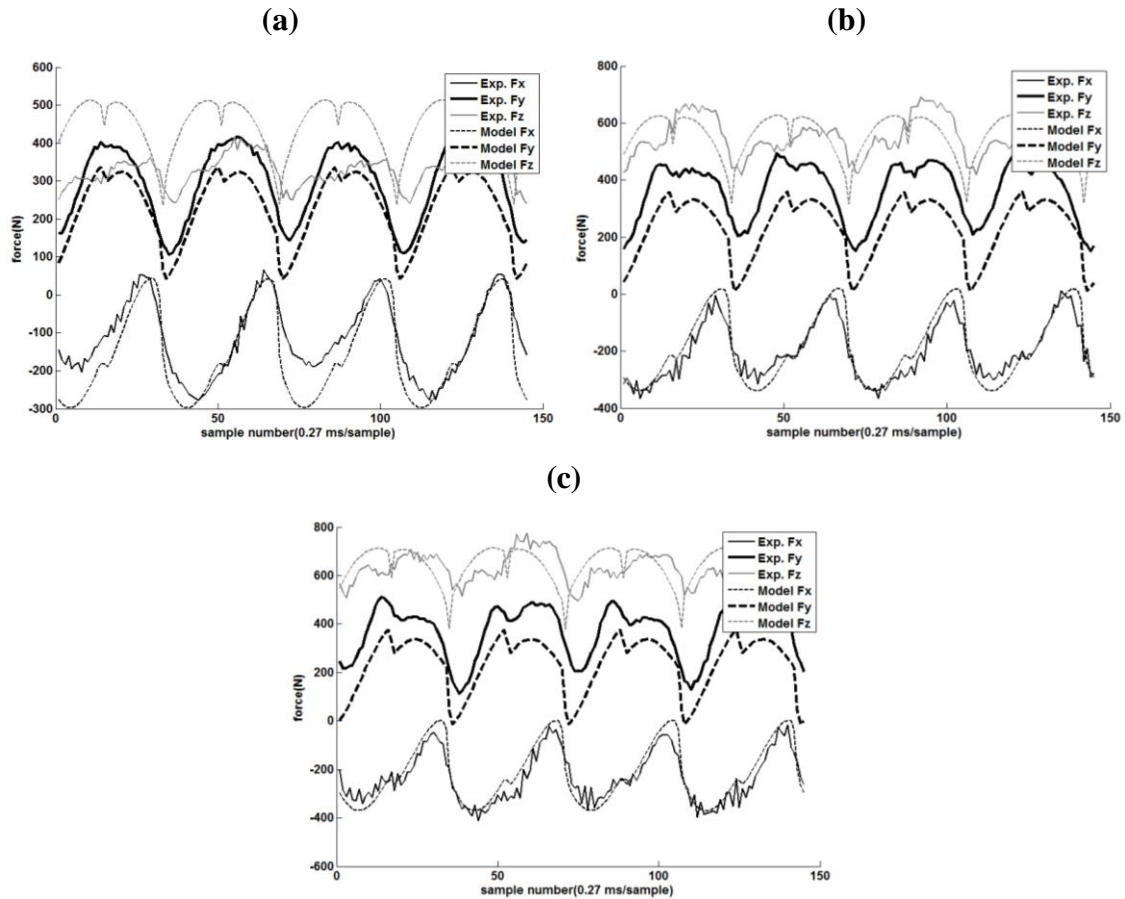 (a)
600
500
400
300
200
100
0
-100
-200
-300
0
50
100
150
force(N)
sample number(0.27 ms/sample)
Exp. Fx
Exp. Fy
Exp. Fz
Model Fx
Model Fy
Model Fz
(b)
800
600
400
200
0
-200
-400
0
50
100
150
force(N)
sample number(0.27 ms/sample)
Exp. Fx
Exp. Fy
Exp. Fz
Model Fx
Model Fy
Model Fz
(c)
800
600
400
200
0
-200
-400
-600
0
50
100
150
force(N)
sample number(0.27 ms/sample)
Exp. Fx
Exp. Fy
Exp. Fz
Model Fx
Model Fy
Model Fz